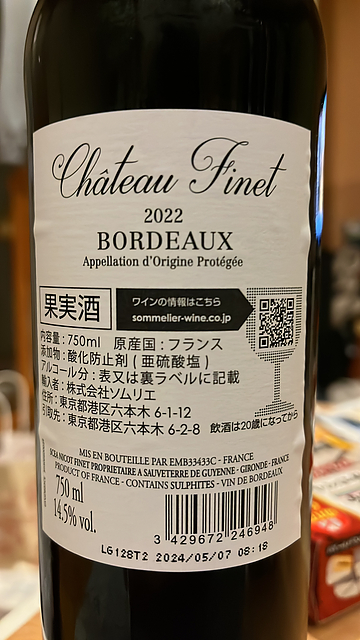 Château Finet
2022
BORDEAUX
Appellation d'Origine Protégée
果実酒
ワインの情報はこちら
sommelier-wine.co.jp
内容量：750ml 原産国：フランス
添加物：酸化防止剤（亜硫酸塩）
アルコール分：表又は裏ラベルに記載
輸入者：株式会社ソムリエ
住所：東京都港区六本木 6-1-12
引取先：東京都港区六本木 6-2-8 飲酒は20歳になってから
MIS EN BOUTEILLE PAR EMB33433C - FRANCE
SCEA NICOT FINET PROPRIETAIRE A SAUVETERRE DE GUYENNE - GIRONDE - FRANCE
PRODUCT OF FRANCE - CONTAINS SULPHITES - VIN DE BORDEAUX
750 ml
14.5% vol.
3 429672 246948
LG128T2 2024/05/07 08:18